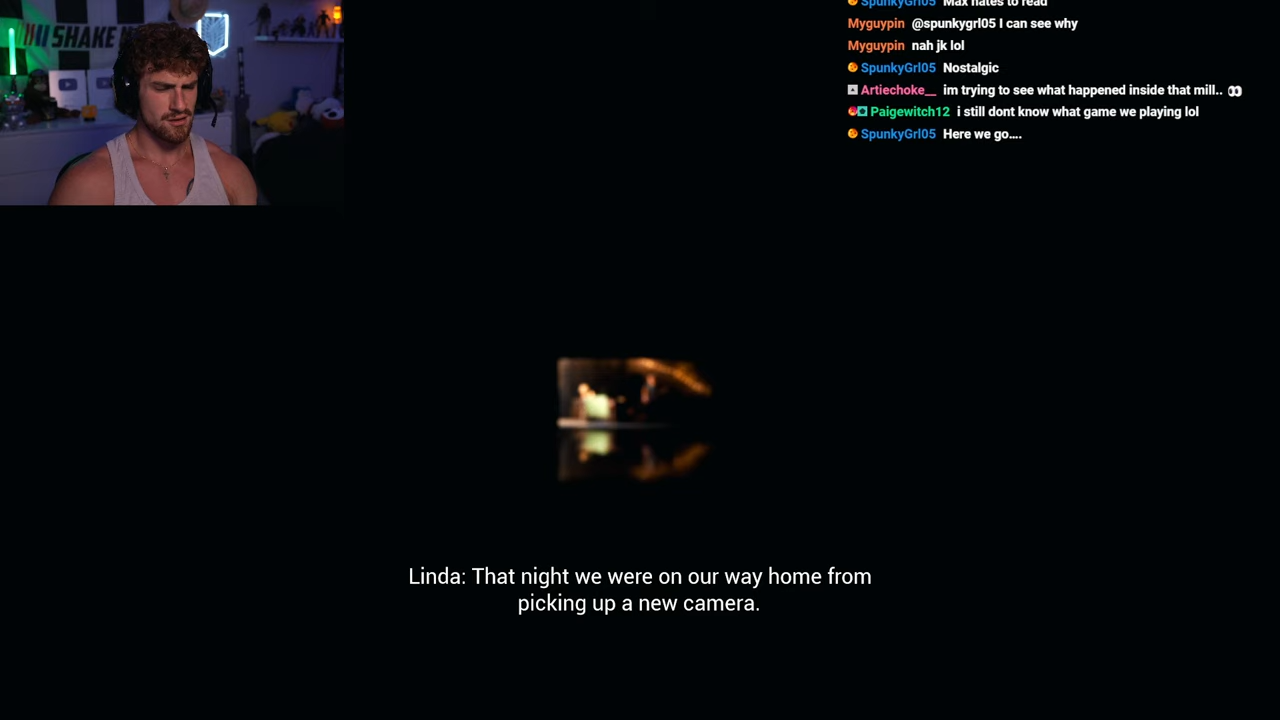 SHAKE
SpunkyGrl05 Max hates to read
Myguypin @spunkygrl05 I can see why
Myguypin nah jk lol
SpunkyGrl05 Nostalgic
Artiechoke__ im trying to see what happened inside that mill.. 👀
Paigewitch12 i still dont know what game we playing lol
SpunkyGrl05 Here we go....
Linda: That night we were on our way home from
picking up a new camera.